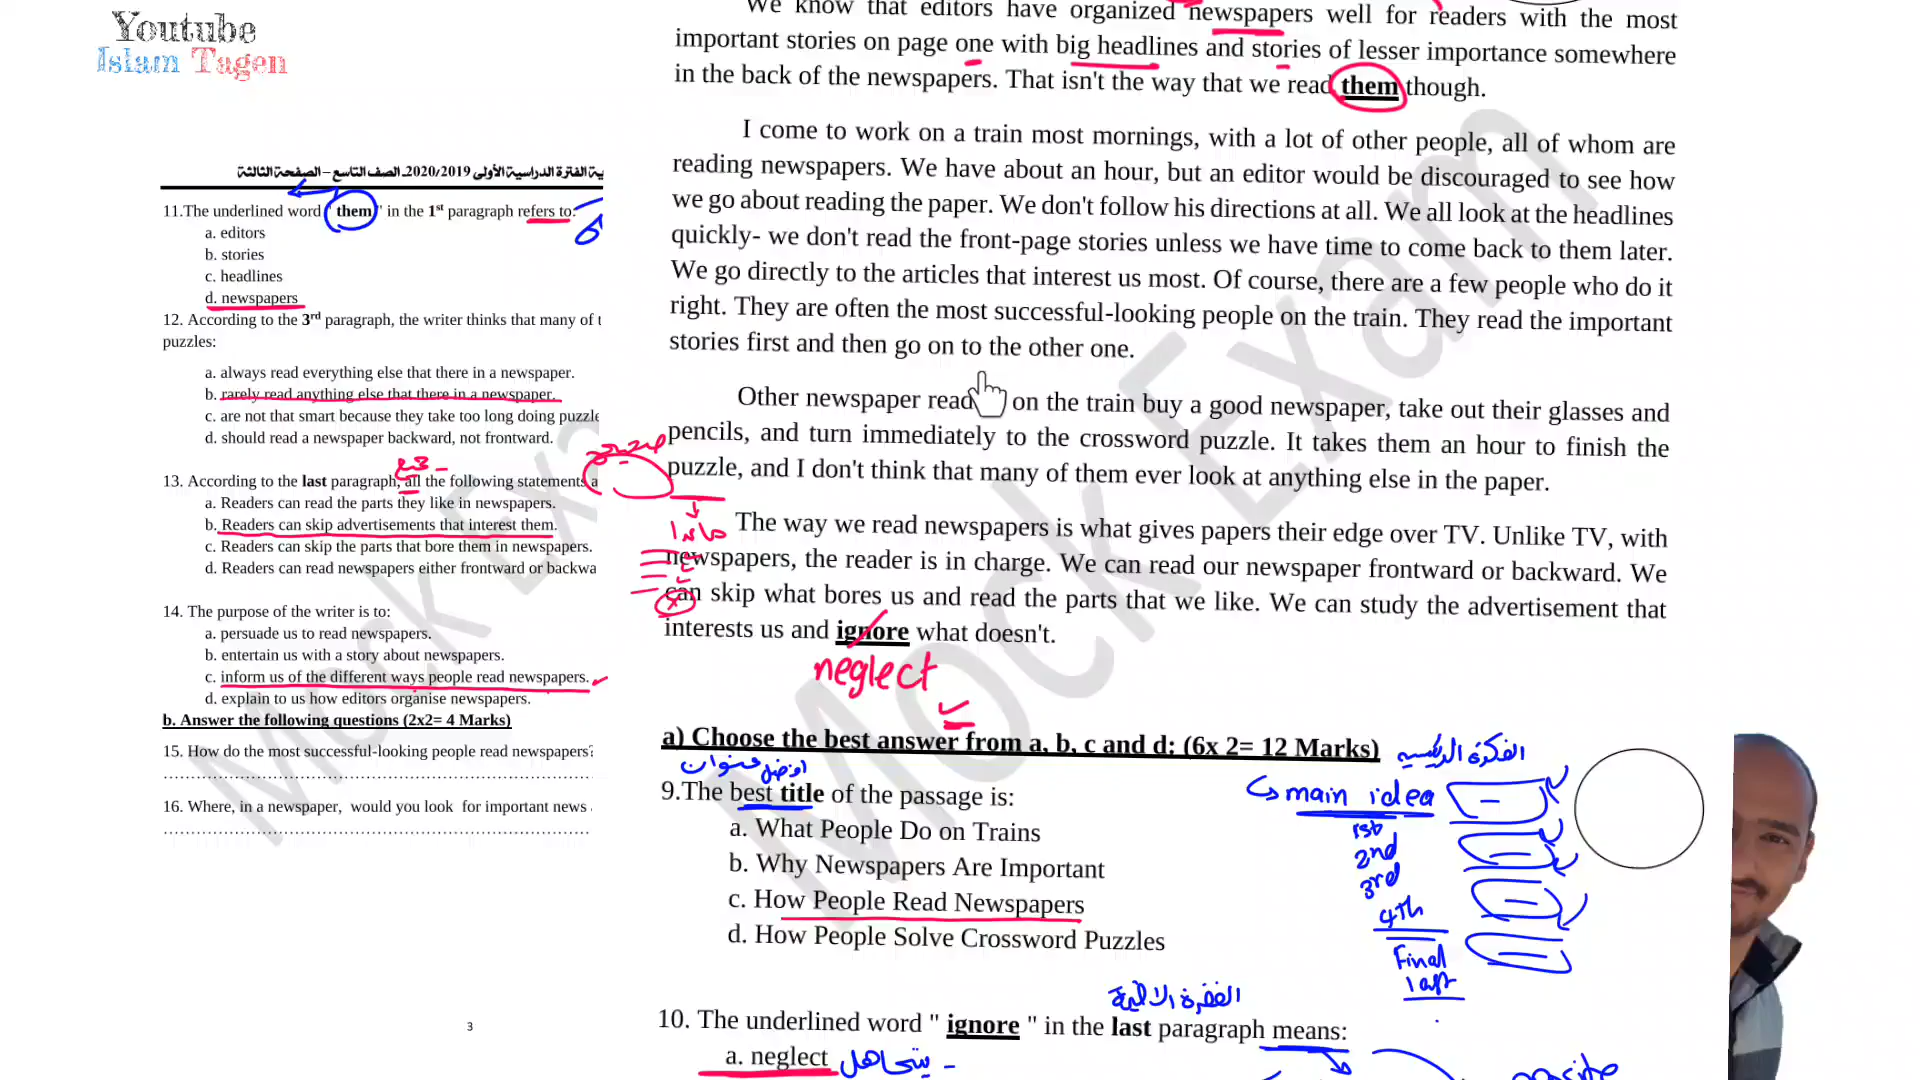 Youtube
Islam Tagen
ية الفترة الدراسية الأولى 2020/2019ـ الصف التاسع – الصفحة الثالثة
11.The underlined word " them " in the 1st paragraph refers to:
a. editors
b. stories
c. headlines
d. newspapers
12. According to the 3rd paragraph, the writer thinks that many of t
puzzles:
a. always read everything else that there in a newspaper.
b. rarely read anything else that there in a newspaper.
c. are not that smart because they take too long doing puzzle
d. should read a newspaper backward, not frontward.
13. According to the last paragraph, all the following statements a
a. Readers can read the parts they like in newspapers.
b. Readers can skip advertisements that interest them.
c. Readers can skip the parts that bore them in newspapers.
d. Readers can read newspapers either frontward or backwa
14. The purpose of the writer is to:
a. persuade us to read newspapers.
b. entertain us with a story about newspapers.
c. inform us of the different ways people read newspapers.
d. explain to us how editors organise newspapers.
b. Answer the following questions (2x2= 4 Marks)
15. How do the most successful-looking people read newspapers?
16. Where, in a newspaper, would you look for important news
3
We know that editors have organized newspapers well for readers with the most
important stories on page one with big headlines and stories of lesser importance somewhere
in the back of the newspapers. That isn't the way that we read them though.
I come to work on a train most mornings, with a lot of other people, all of whom are
reading newspapers. We have about an hour, but an editor would be discouraged to see how
we go about reading the paper. We don't follow his directions at all. We all look at the headlines
quickly- we don't read the front-page stories unless we have time to come back to them later.
We go directly to the articles that interest us most. Of course, there are a few people who do it
right. They are often the most successful-looking people on the train. They read the important
stories first and then go on to the other one.
Other newspaper read on the train buy a good newspaper, take out their glasses and
pencils, and turn immediately to the crossword puzzle. It takes them an hour to finish the
puzzle, and I don't think that many of them ever look at anything else in the paper.
The way we read newspapers is what gives papers their edge over TV. Unlike TV, with
newspapers, the reader is in charge. We can read our newspaper frontward or backward. We
can skip what bores us and read the parts that we like. We can study the advertisement that
interests us and ignore what doesn't.
neglect
a) Choose the best answer from a, b, c and d: (6x 2= 12 Marks)
الفكرة الرئيسية
افضل عنوان
9.The best title of the passage is:
main idea
a. What People Do on Trains
1st
b. Why Newspapers Are Important
2nd
3rd
c. How People Read Newspapers
4th
d. How People Solve Crossword Puzzles
Final
last
10. The underlined word " ignore " in the last paragraph means:
a. neglect يتجاهل
Mock Exam
Mock Exam